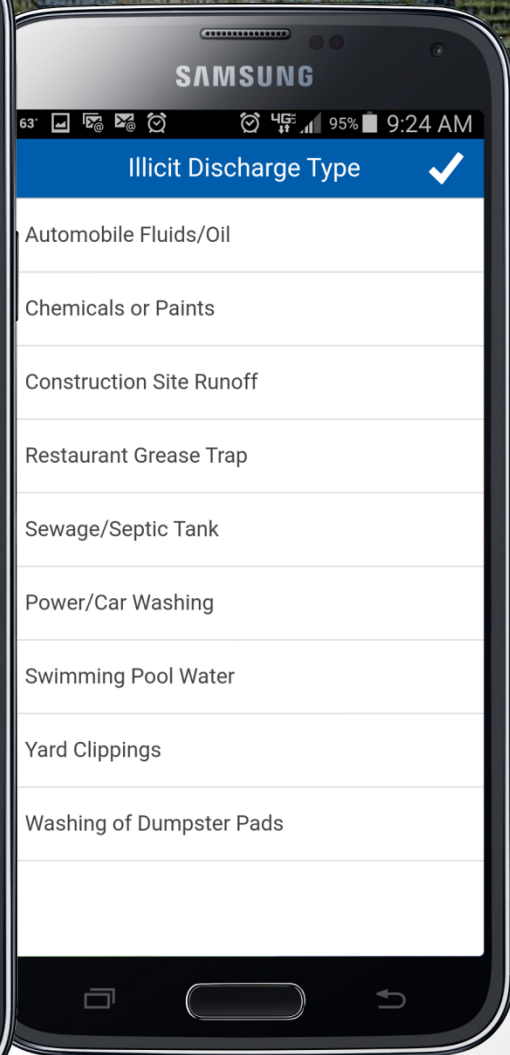 SAMSUNG
63° 4G 95% 9:24 AM
Illicit Discharge Type
Automobile Fluids/Oil
Chemicals or Paints
Construction Site Runoff
Restaurant Grease Trap
Sewage/Septic Tank
Power/Car Washing
Swimming Pool Water
Yard Clippings
Washing of Dumpster Pads